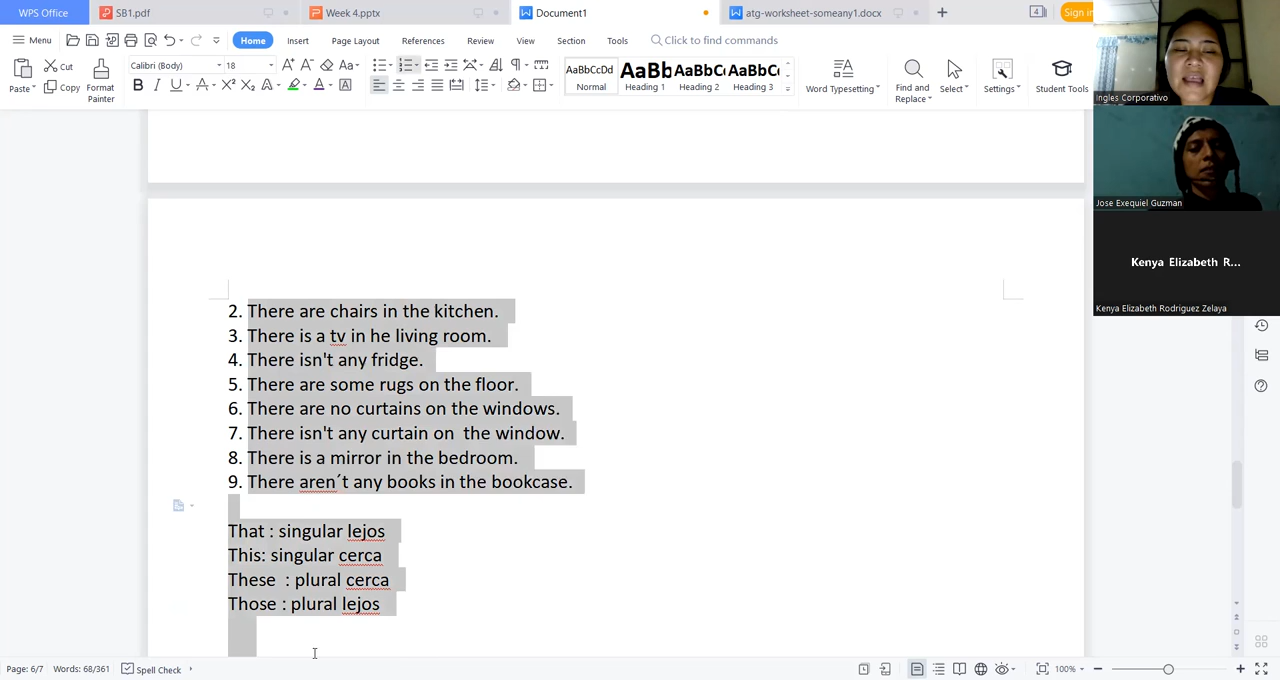 WPS Office
SB1.pdf
Week 4.pptx
Document1
atg-worksheet-someany1.docx
4
Sign in
Menu
Home
Insert
Page Layout
References
Review
View
Section
Tools
Click to find commands
Paste
Cut
Copy
Format Painter
Calibri (Body)
18
AaBbCcDd
Normal
AaBb
Heading 1
AaBbCc
Heading 2
AaBbCc
Heading 3
Word Typesetting
Find and Replace
Select
Settings
Student Tools
Ingles Corporativo
Jose Exequiel Guzman
Kenya Elizabeth R...
Kenya Elizabeth Rodriguez Zelaya
2. There are chairs in the kitchen.
3. There is a tv in he living room.
4. There isn't any fridge.
5. There are some rugs on the floor.
6. There are no curtains on the windows.
7. There isn't any curtain on  the window.
8. There is a mirror in the bedroom.
9. There aren´t any books in the bookcase.
That : singular lejos
This: singular cerca
These  : plural cerca
Those : plural lejos
Page: 6/7
Words: 68/361
Spell Check
100%